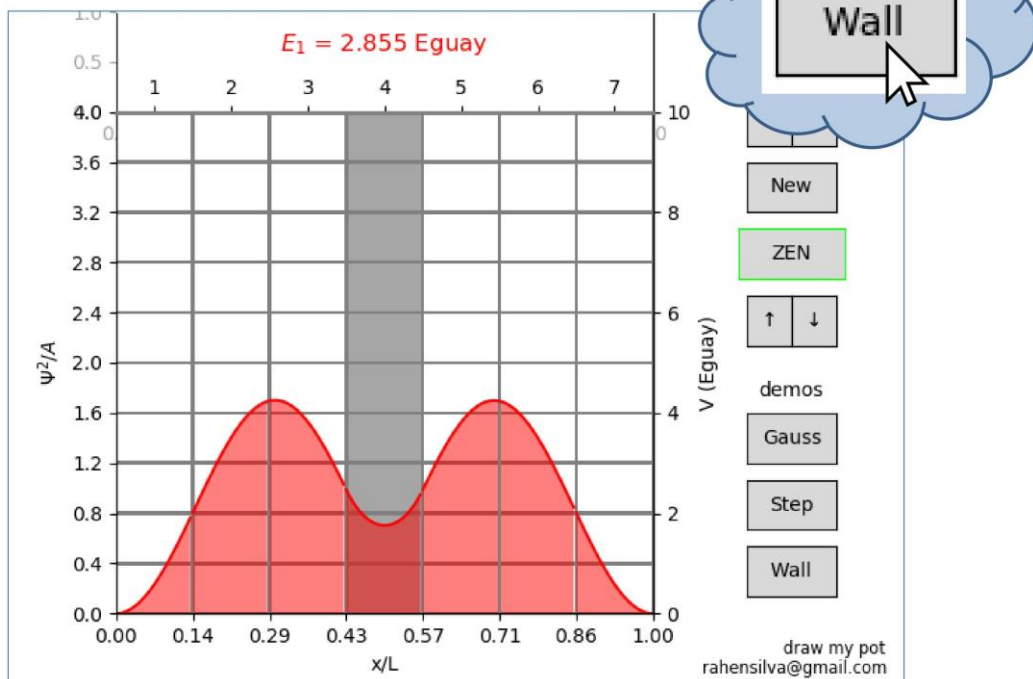 Wall
1.0
E₁ = 2.855 Eguay
0.5
1 2 3 4 5 6 7
4.0 10
0. 0
3.6
New
3.2 8
2.8
ZEN
2.4 6
↑ ↓
2.0
Ψ²/A
V (Eguay)
demos
1.6 4
Gauss
1.2
Step
0.8 2
Wall
0.4
0.0 0
0.00 0.14 0.29 0.43 0.57 0.71 0.86 1.00
x/L
draw my pot
rahensilva@gmail.com